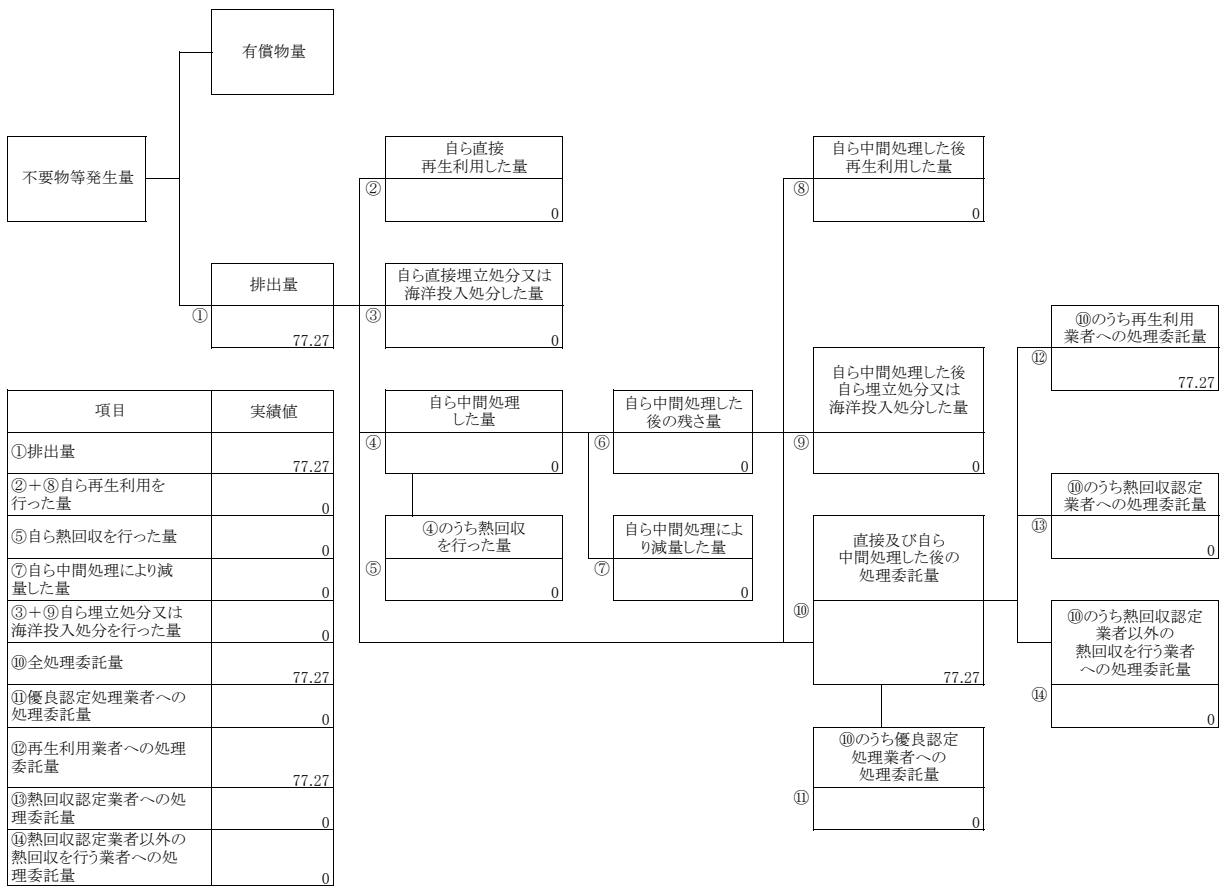 有償物量
不要物等発生量
自ら直接
再生利用した量
②
0
自ら中間処理した後
再生利用した量
⑧
0
排出量
①
77.27
自ら直接埋立処分又は
海洋投入処分した量
③
0
⑩のうち再生利用
業者への処理委託量
⑫
77.27
自ら中間処理した後
自ら埋立処分又は
海洋投入処分した量
⑨
0
自ら中間処理
した量
④
0
自ら中間処理した
後の残さ量
⑥
0
⑩のうち熱回収認定
業者への処理委託量
⑬
0
④のうち熱回収
を行った量
⑤
0
自ら中間処理によ
り減量した量
⑦
0
直接及び自ら
中間処理した後の
処理委託量
⑩
77.27
⑩のうち熱回収認定
業者以外の
熱回収を行う業者
への処理委託量
⑭
0
⑩のうち優良認定
処理業者への
処理委託量
⑪
0
項目 実績値
①排出量 77.27
②＋⑧自ら再生利用を
行った量 0
⑤自ら熱回収を行った量 0
⑦自ら中間処理により減
量した量 0
③＋⑨自ら埋立処分又は
海洋投入処分を行った量 0
⑩全処理委託量 77.27
⑪優良認定処理業者への
処理委託量 0
⑫再生利用業者への処理
委託量 77.27
⑬熱回収認定業者への処
理委託量 0
⑭熱回収認定業者以外の
熱回収を行う業者への処
理委託量 0